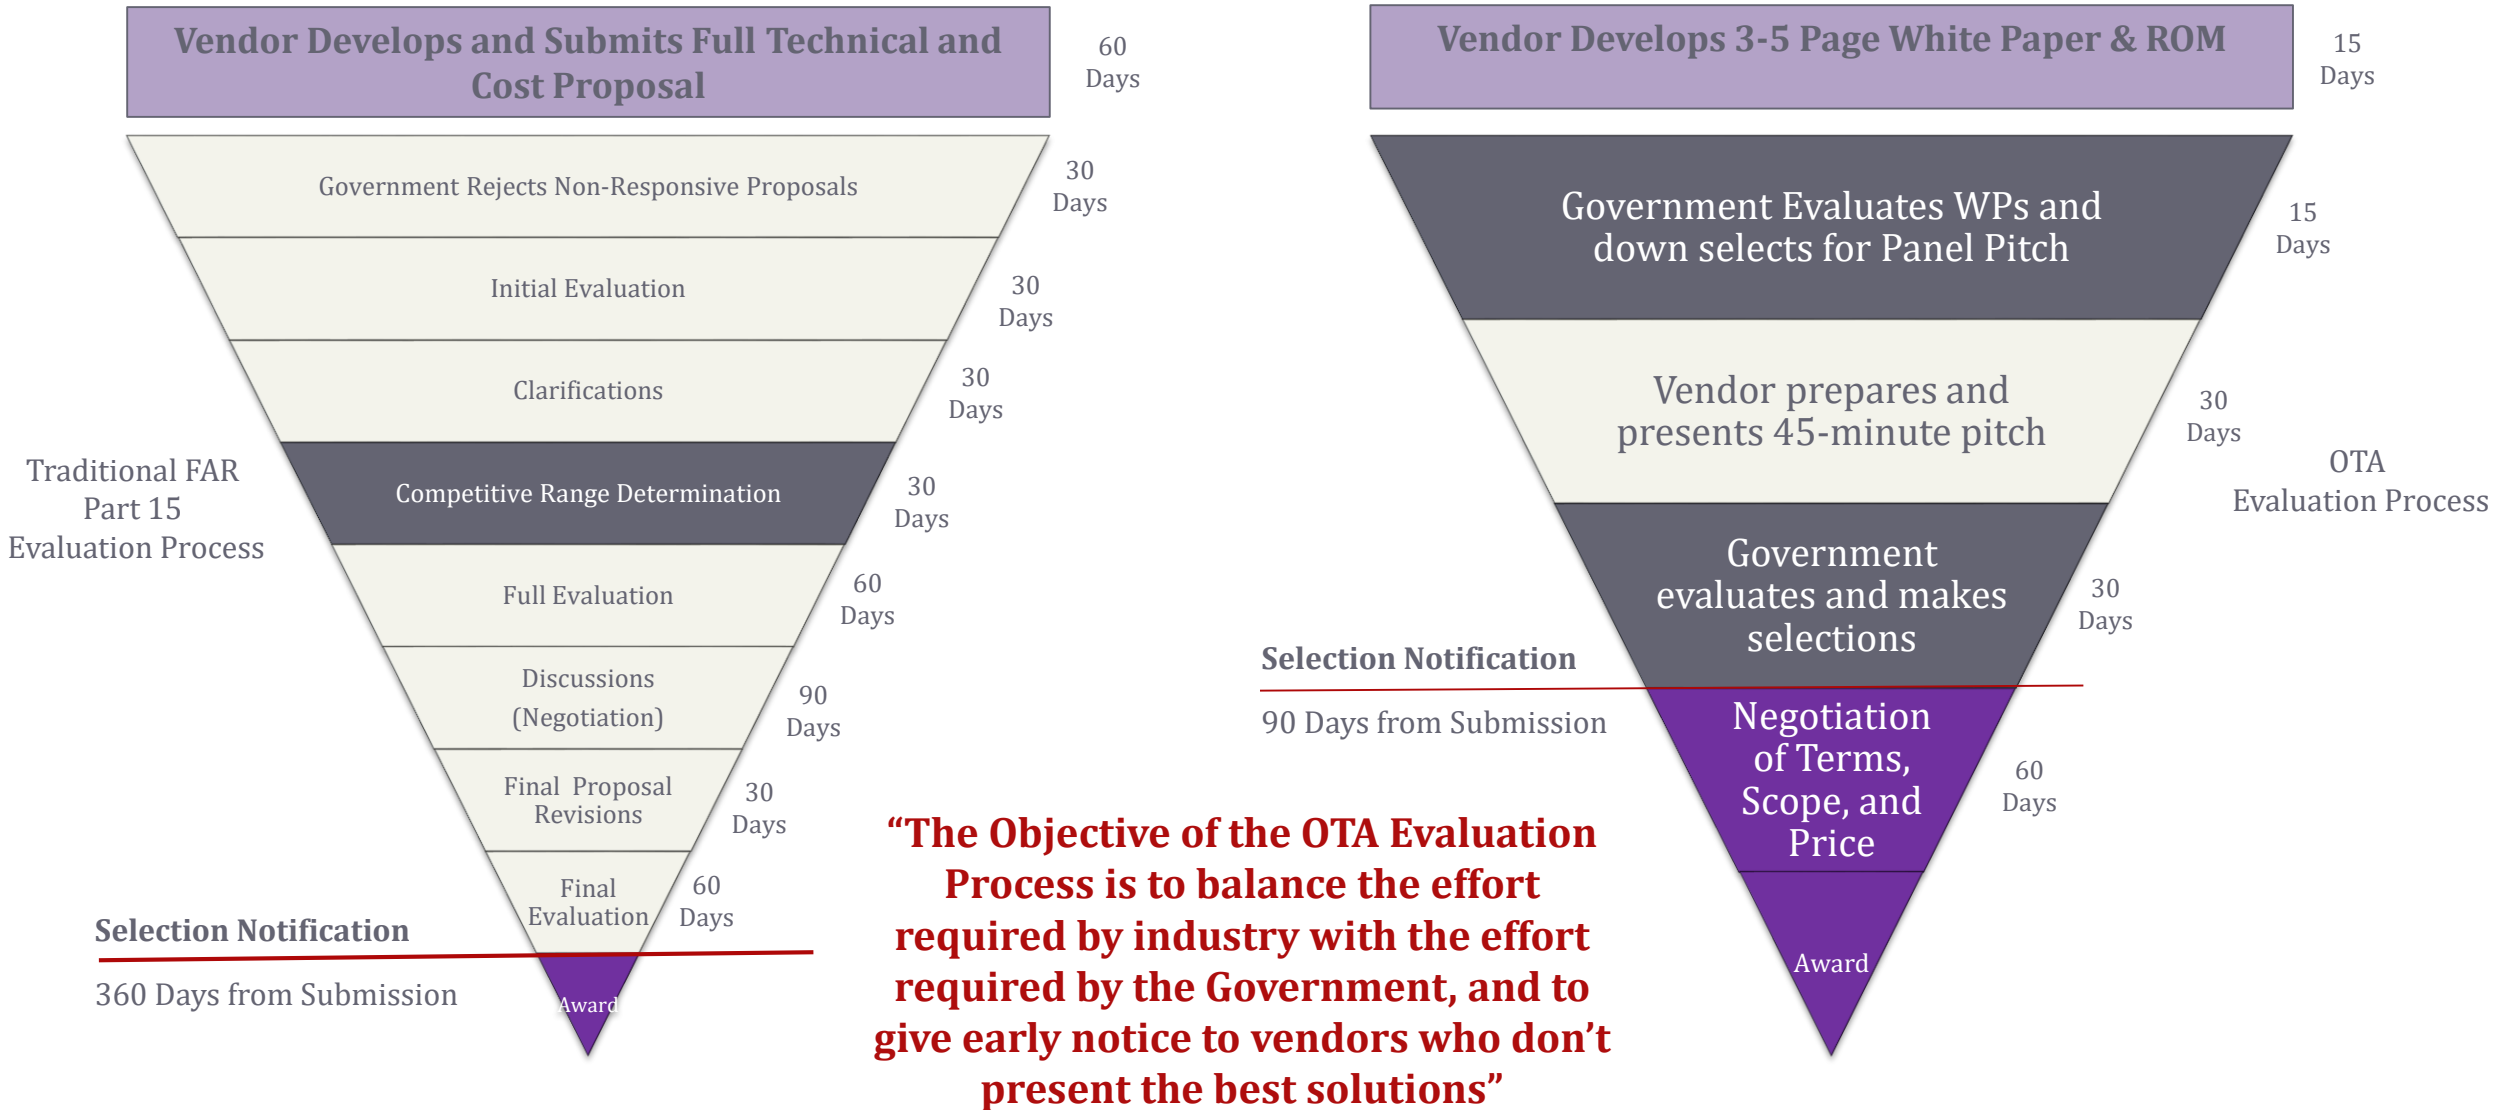 Vendor Develops and Submits Full Technical and
Cost Proposal
60
Days
Government Rejects Non-Responsive Proposals
30
Days
Initial Evaluation
30
Days
Clarifications
30
Days
Competitive Range Determination
30
Days
Traditional FAR
Part 15
Evaluation Process
Full Evaluation
60
Days
Discussions
(Negotiation)
90
Days
Final Proposal
Revisions
30
Days
Final
Evaluation
60
Days
Selection Notification
360 Days from Submission
Award
Vendor Develops 3-5 Page White Paper & ROM
15
Days
Government Evaluates WPs and
down selects for Panel Pitch
15
Days
Vendor prepares and
presents 45-minute pitch
30
Days
OTA
Evaluation Process
Government
evaluates and makes
selections
30
Days
Selection Notification
90 Days from Submission
Negotiation
of Terms,
Scope, and
Price
60
Days
Award
“The Objective of the OTA Evaluation
Process is to balance the effort
required by industry with the effort
required by the Government, and to
give early notice to vendors who don’t
present the best solutions”